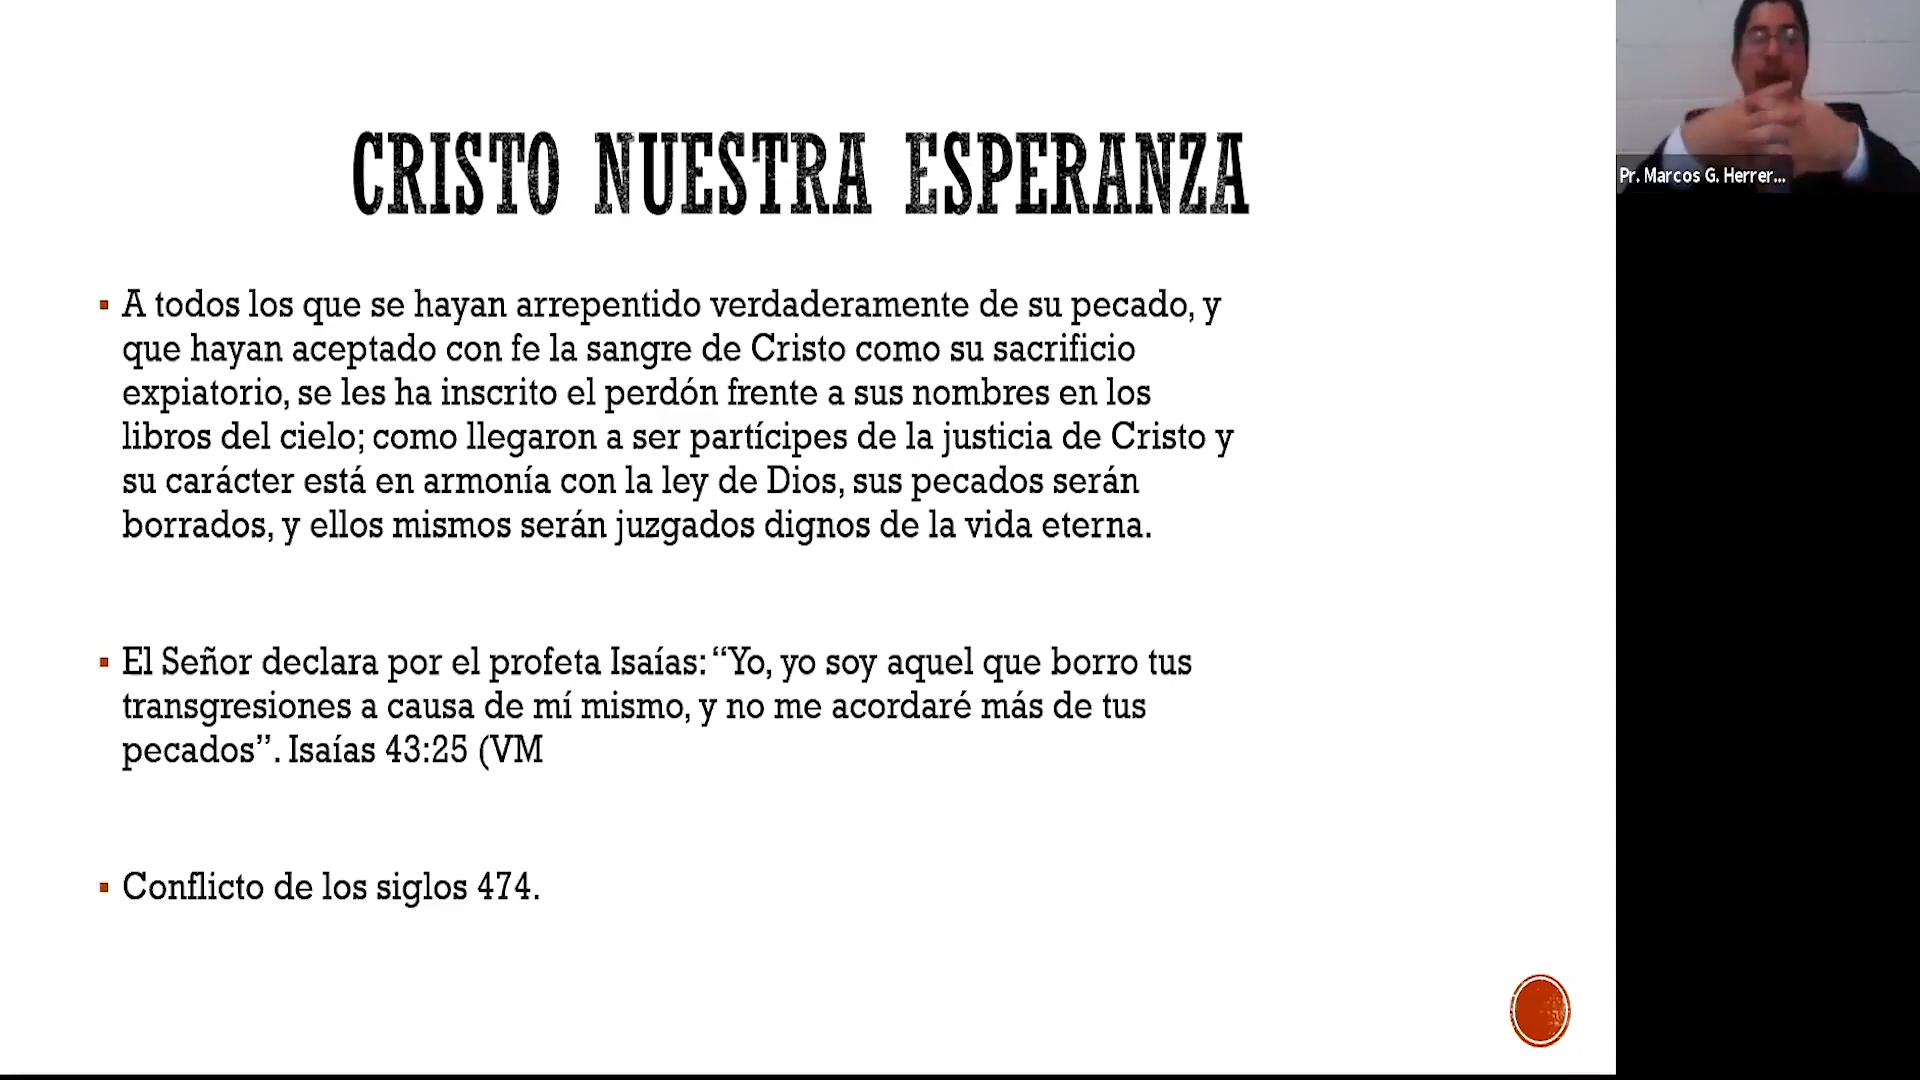 CRISTO NUESTRA ESPERANZA
▪ A todos los que se hayan arrepentido verdaderamente de su pecado, y
que hayan aceptado con fe la sangre de Cristo como su sacrificio
expiatorio, se les ha inscrito el perdón frente a sus nombres en los
libros del cielo; como llegaron a ser partícipes de la justicia de Cristo y
su carácter está en armonía con la ley de Dios, sus pecados serán
borrados, y ellos mismos serán juzgados dignos de la vida eterna.
▪ El Señor declara por el profeta Isaías: “Yo, yo soy aquel que borro tus
transgresiones a causa de mí mismo, y no me acordaré más de tus
pecados”. Isaías 43:25 (VM
▪ Conflicto de los siglos 474.
Pr. Marcos G. Herrer...